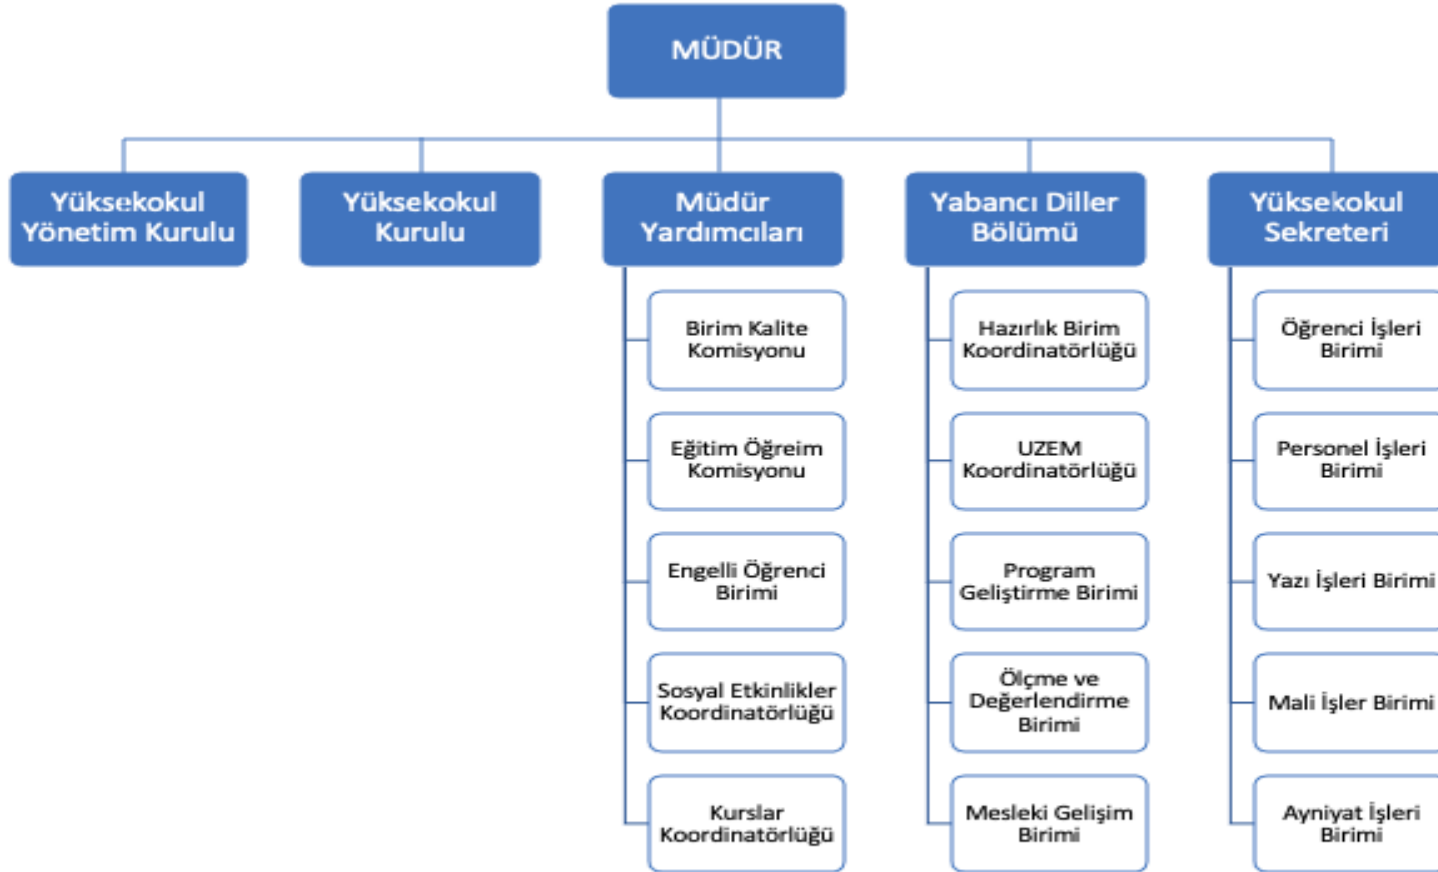 MÜDÜR
Yüksekokul
Yönetim Kurulu
Yüksekokul
Kurulu
Müdür
Yardımcıları
Yabancı Diller
Bölümü
Yüksekokul
Sekreteri
Birim Kalite
Komisyonu
Eğitim Öğreim
Komisyonu
Engelli Öğrenci
Birimi
Sosyal Etkinlikler
Koordinatörlüğü
Kurslar
Koordinatörlüğü
Hazırlık Birim
Koordinatörlüğü
UZEM
Koordinatörlüğü
Program
Geliştirme Birimi
Ölçme ve
Değerlendirme
Birimi
Mesleki Gelişim
Birimi
Öğrenci İşleri
Birimi
Personel İşleri
Birimi
Yazı İşleri Birimi
Mali İşler Birimi
Ayniyat İşleri
Birimi